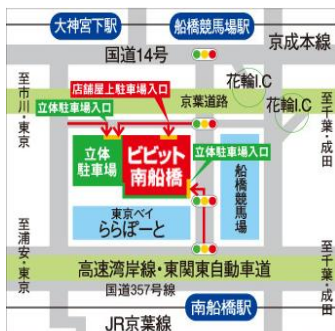 大神宮下駅
船橋競馬場駅
京成本線
国道14号
花輪I.C
店舗屋上駐車場入口
立体駐車場入口
京葉道路
花輪I.C
至市川・東京
至千葉・成田
立体
駐車場
ビビット
南船橋
立体駐車場入口
船橋競馬場
東京ベイ
ららぽーと
至浦安・東京
高速湾岸線・東関東自動車道
至千葉・成田
国道357号線
南船橋駅
JR京葉線